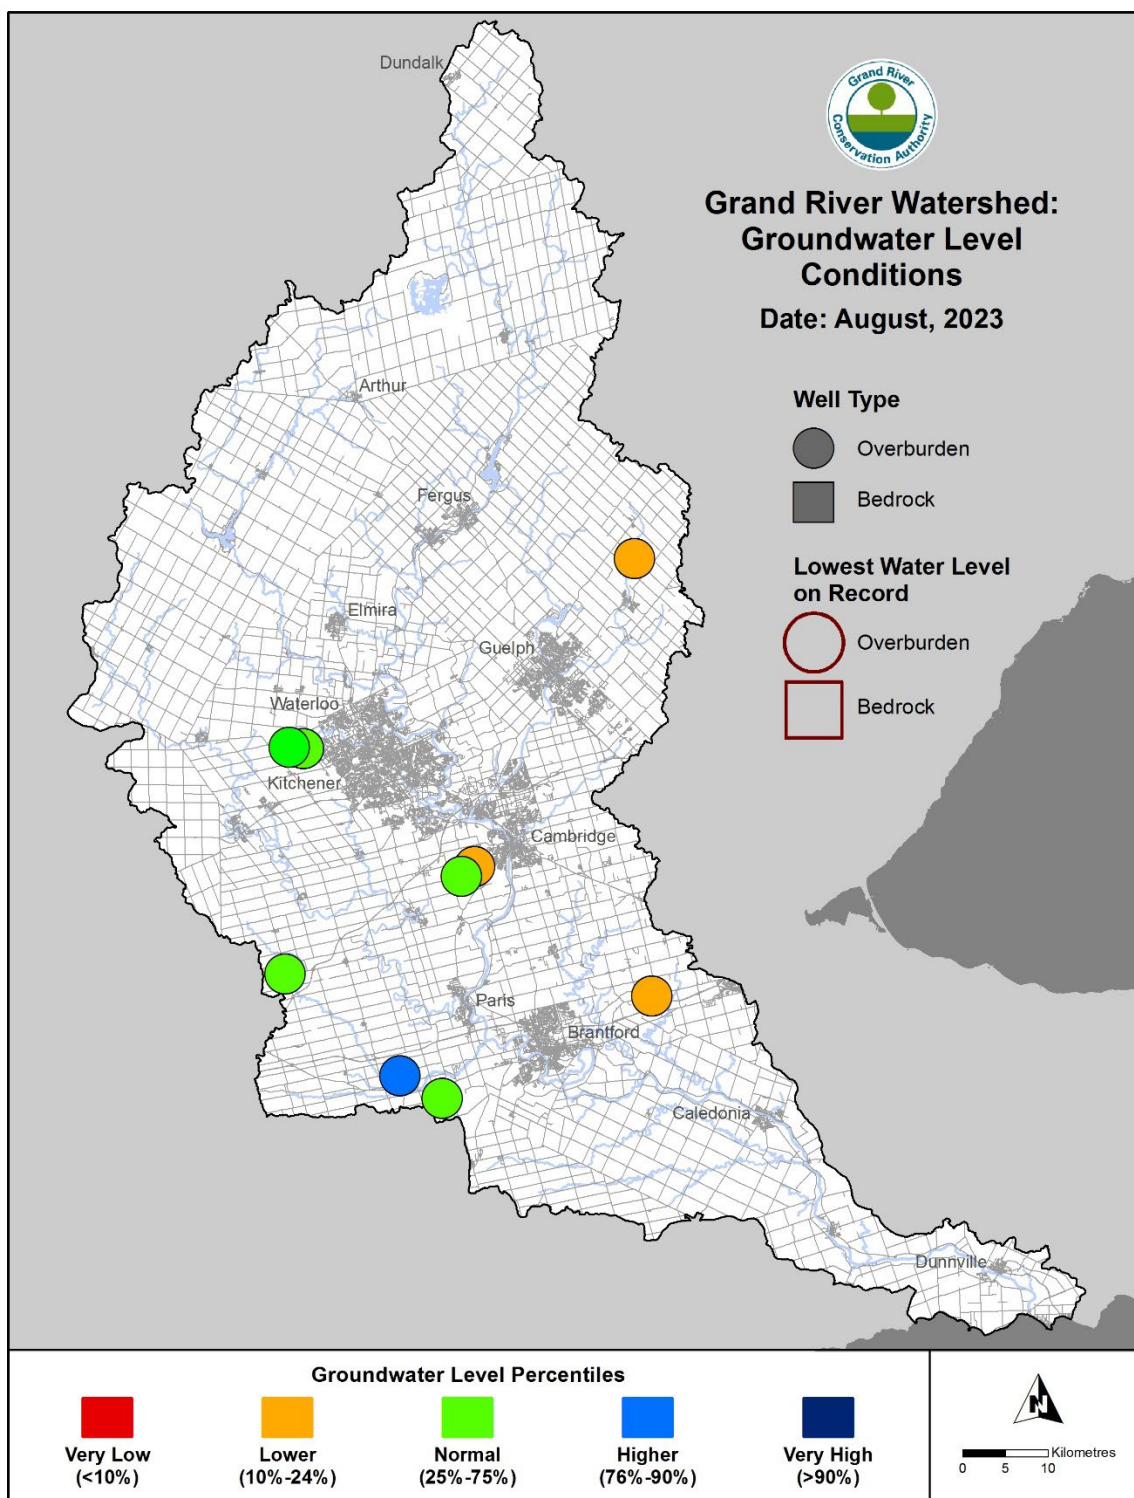 Dundalk
Grand River
Conservation Authority
Grand River Watershed:
Groundwater Level
Conditions
Date: August, 2023
Arthur
Well Type
Overburden
Bedrock
Fergus
Lowest Water Level
on Record
Elmira
Overburden
Guelph
Waterloo
Bedrock
Kitchener
Cambridge
Paris
Brantford
Caledonia
Dunnville
Groundwater Level Percentiles
Very Low
(<10%)
Lower
(10%-24%)
Normal
(25%-75%)
Higher
(76%-90%)
Very High
(>90%)
N
Kilometres
0 5 10